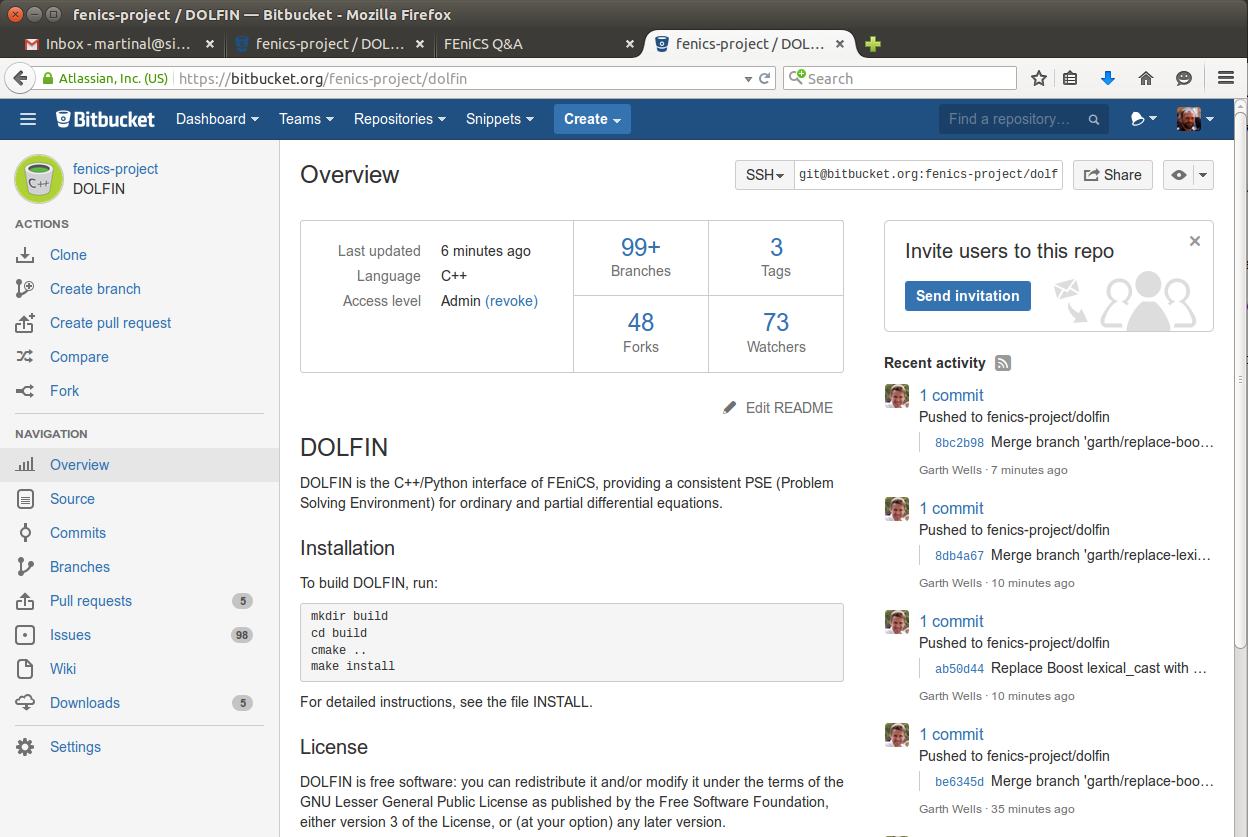 fenics-project / DOLFIN — Bitbucket - Mozilla Firefox
Inbox - martinal@si... × fenics-project / DOL... × FEniCS Q&A × fenics-project / DOL... ×
Atlassian, Inc. (US) https://bitbucket.org/fenics-project/dolfin Search
Bitbucket Dashboard Teams Repositories Snippets Create Find a repository...
C++
fenics-project
DOLFIN
ACTIONS
Clone
Create branch
Create pull request
Compare
Fork
NAVIGATION
Overview
Source
Commits
Branches
Pull requests 5
Issues 98
Wiki
Downloads 5
Settings
Overview
SSH git@bitbucket.org:fenics-project/dolf Share
Last updated 6 minutes ago
Language C++
Access level Admin (revoke)
99+
Branches
3
Tags
48
Forks
73
Watchers
Edit README
DOLFIN
DOLFIN is the C++/Python interface of FEniCS, providing a consistent PSE (Problem
Solving Environment) for ordinary and partial differential equations.
Installation
To build DOLFIN, run:
mkdir build
cd build
cmake ..
make install
For detailed instructions, see the file INSTALL.
License
DOLFIN is free software: you can redistribute it and/or modify it under the terms of the
GNU Lesser General Public License as published by the Free Software Foundation,
either version 3 of the License, or (at your option) any later version.
Invite users to this repo
Send invitation
Recent activity
1 commit
Pushed to fenics-project/dolfin
8bc2b98 Merge branch 'garth/replace-boo...
Garth Wells · 7 minutes ago
1 commit
Pushed to fenics-project/dolfin
8db4a67 Merge branch 'garth/replace-lexi...
Garth Wells · 10 minutes ago
1 commit
Pushed to fenics-project/dolfin
ab50d44 Replace Boost lexical_cast with ...
Garth Wells · 10 minutes ago
1 commit
Pushed to fenics-project/dolfin
be6345d Merge branch 'garth/replace-boo...
Garth Wells · 35 minutes ago